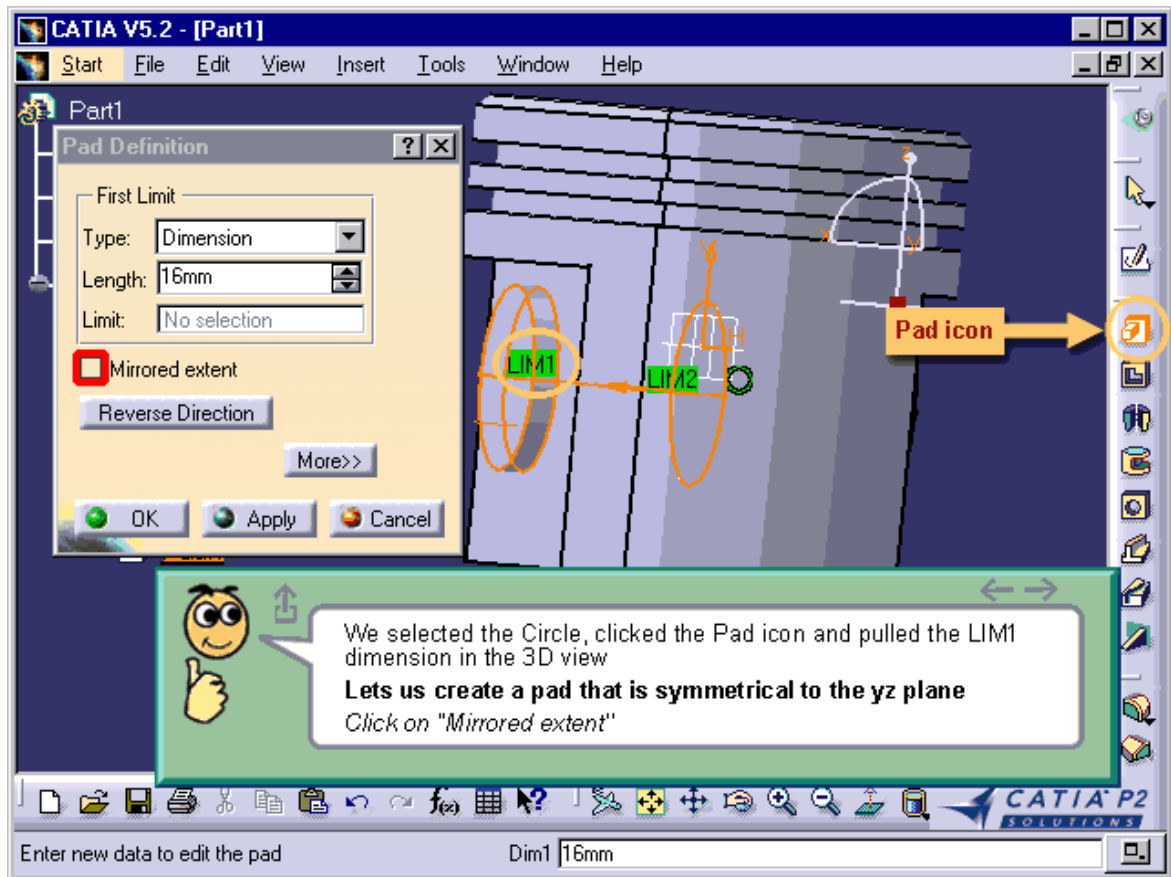 CATIA V5.2 - [Part1]
Start File Edit View Insert Tools Window Help
Part1
Pad Definition
?
First Limit
Type: Dimension
Length: 16mm
Limit: No selection
Mirrored extent
Reverse Direction
More>>
OK Apply Cancel
z
x
y
V
H
LIM1
LIM2
Pad icon
We selected the Circle, clicked the Pad icon and pulled the LIM1
dimension in the 3D view
Lets us create a pad that is symmetrical to the yz plane
Click on "Mirrored extent"
f(x)
?
CATIA P2
SOLUTIONS
Enter new data to edit the pad
Dim1 16mm